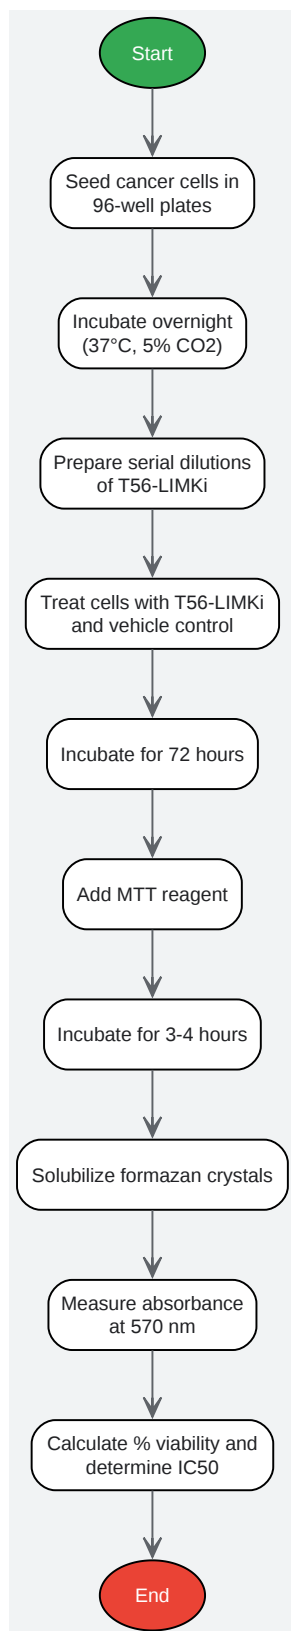 Start
Seed cancer cells in
96-well plates
Incubate overnight
(37°C, 5% CO2)
Prepare serial dilutions
of T56-LIMKi
Treat cells with T56-LIMKi
and vehicle control
Incubate for 72 hours
Add MTT reagent
Incubate for 3-4 hours
Solubilize formazan crystals
Measure absorbance
at 570 nm
Calculate % viability and
determine IC50
End